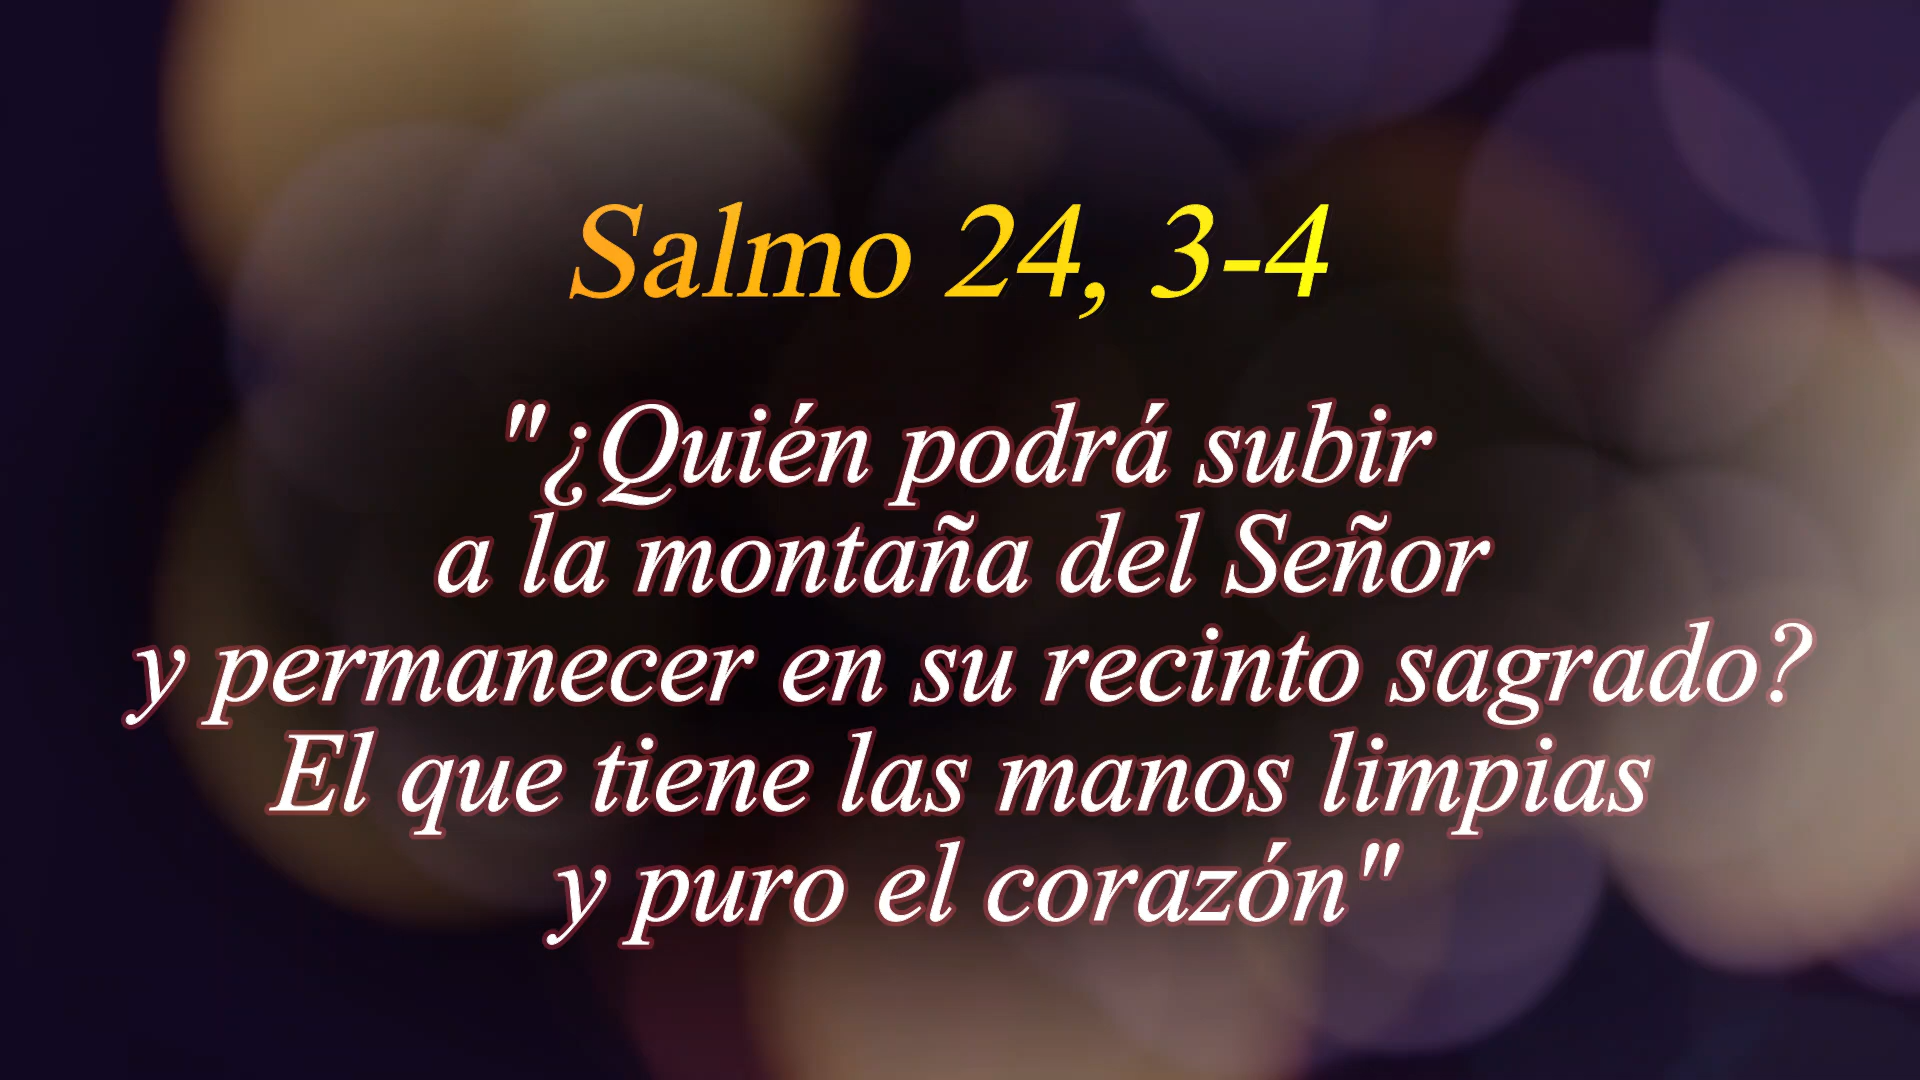 Salmo 24, 3-4
"¿Quién podrá subir
a la montaña del Señor
y permanecer en su recinto sagrado?
El que tiene las manos limpias
y puro el corazón"